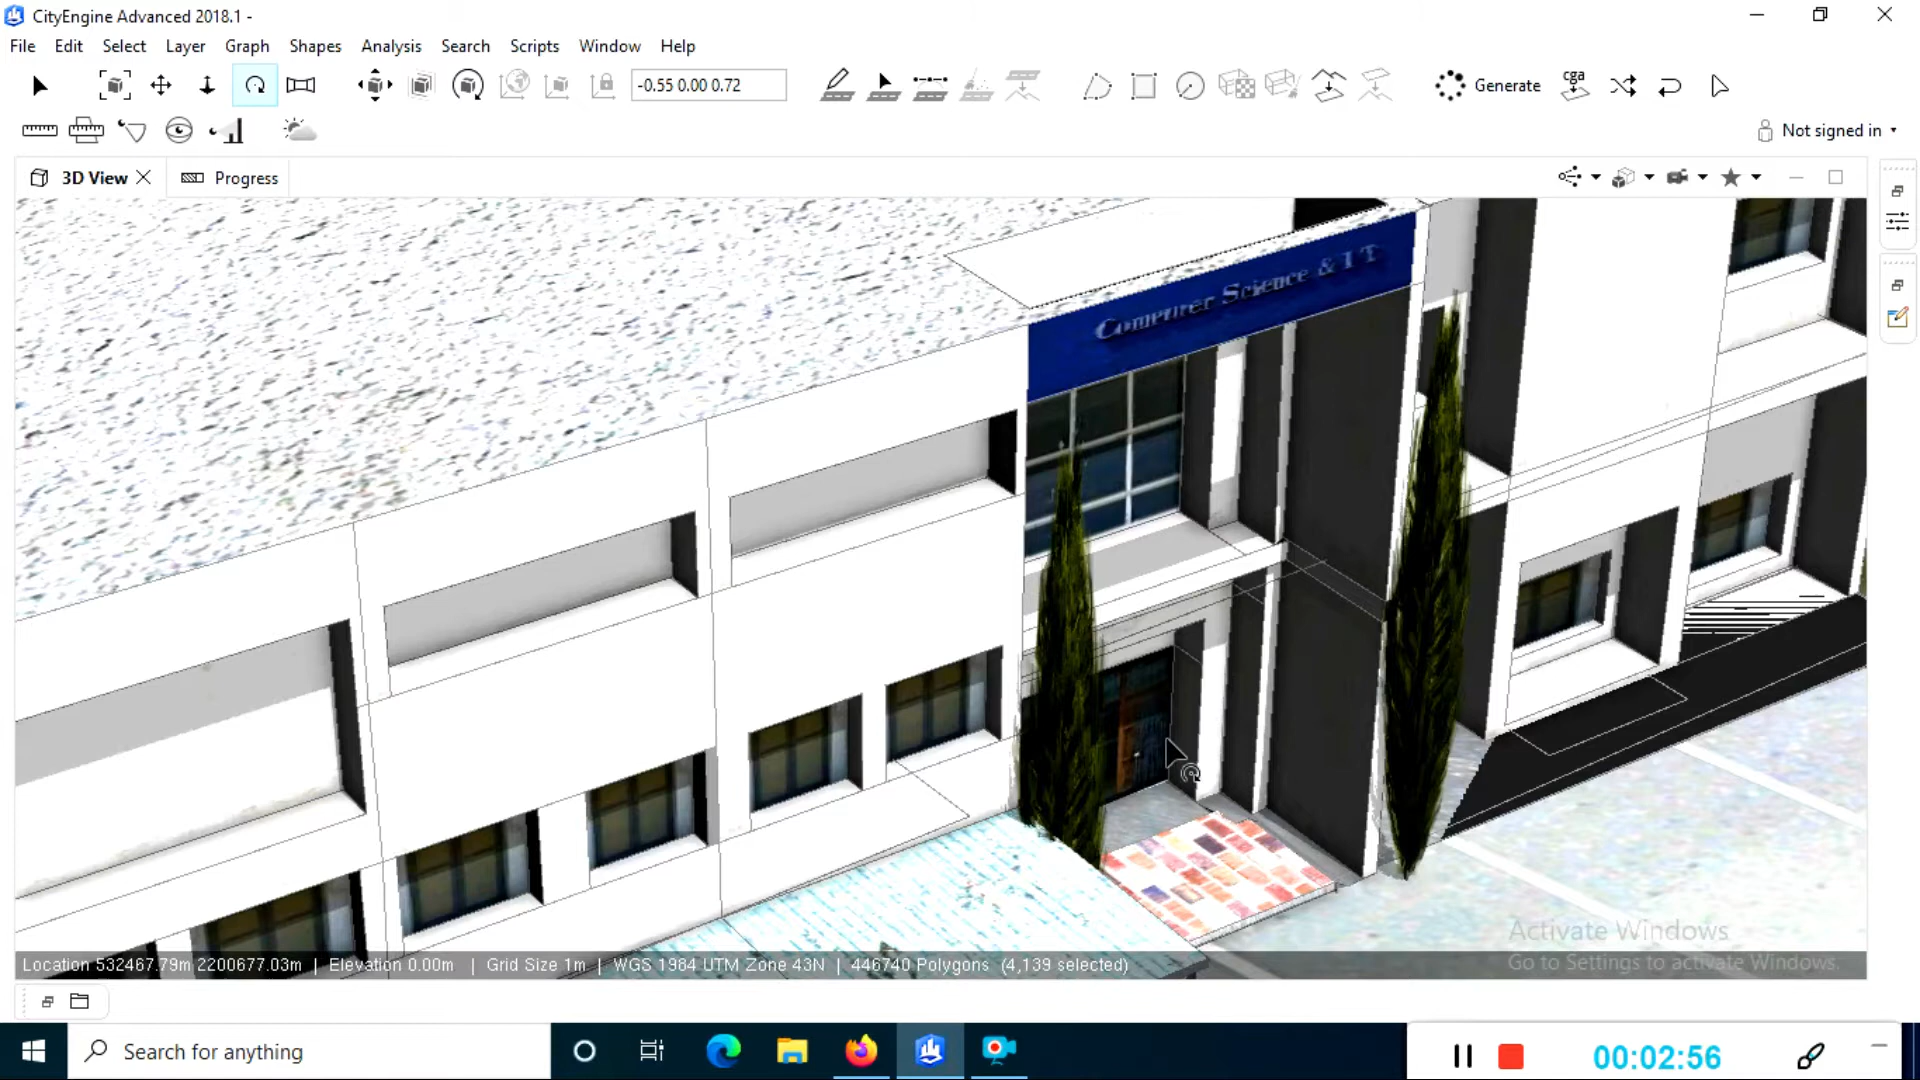 CityEngine Advanced 2018.1 -
File Edit Select Layer Graph Shapes Analysis Search Scripts Window Help
-0.55 0.00 0.72
cga
Generate
Not signed in
3D View
Progress
Computer Science & I T
Activate Windows
Go to Settings to activate Windows.
Location 532467.79m 2200677.03m | Elevation 0.00m | Grid Size 1m | WGS 1984 UTM Zone 43N | 446740 Polygons (4,139 selected)
Search for anything
00:02:56